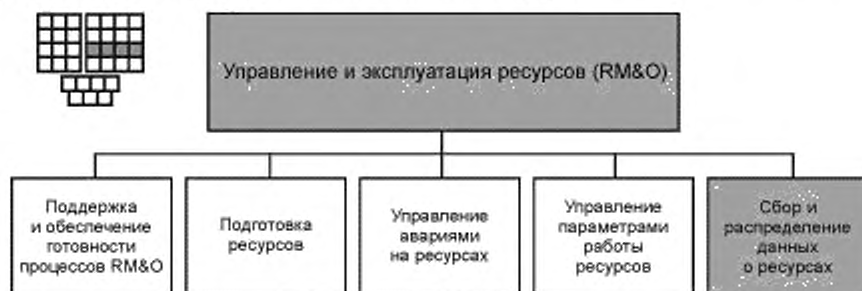 Управление и эксплуатация ресурсов (RM&O)
Поддержка
и обеспечение
готовности
процессов RM&O
Подготовка
ресурсов
Управление
авариями
на ресурсах
Управление
параметрами
работы
ресурсов
Сбор и
распределение
данных
о ресурсах